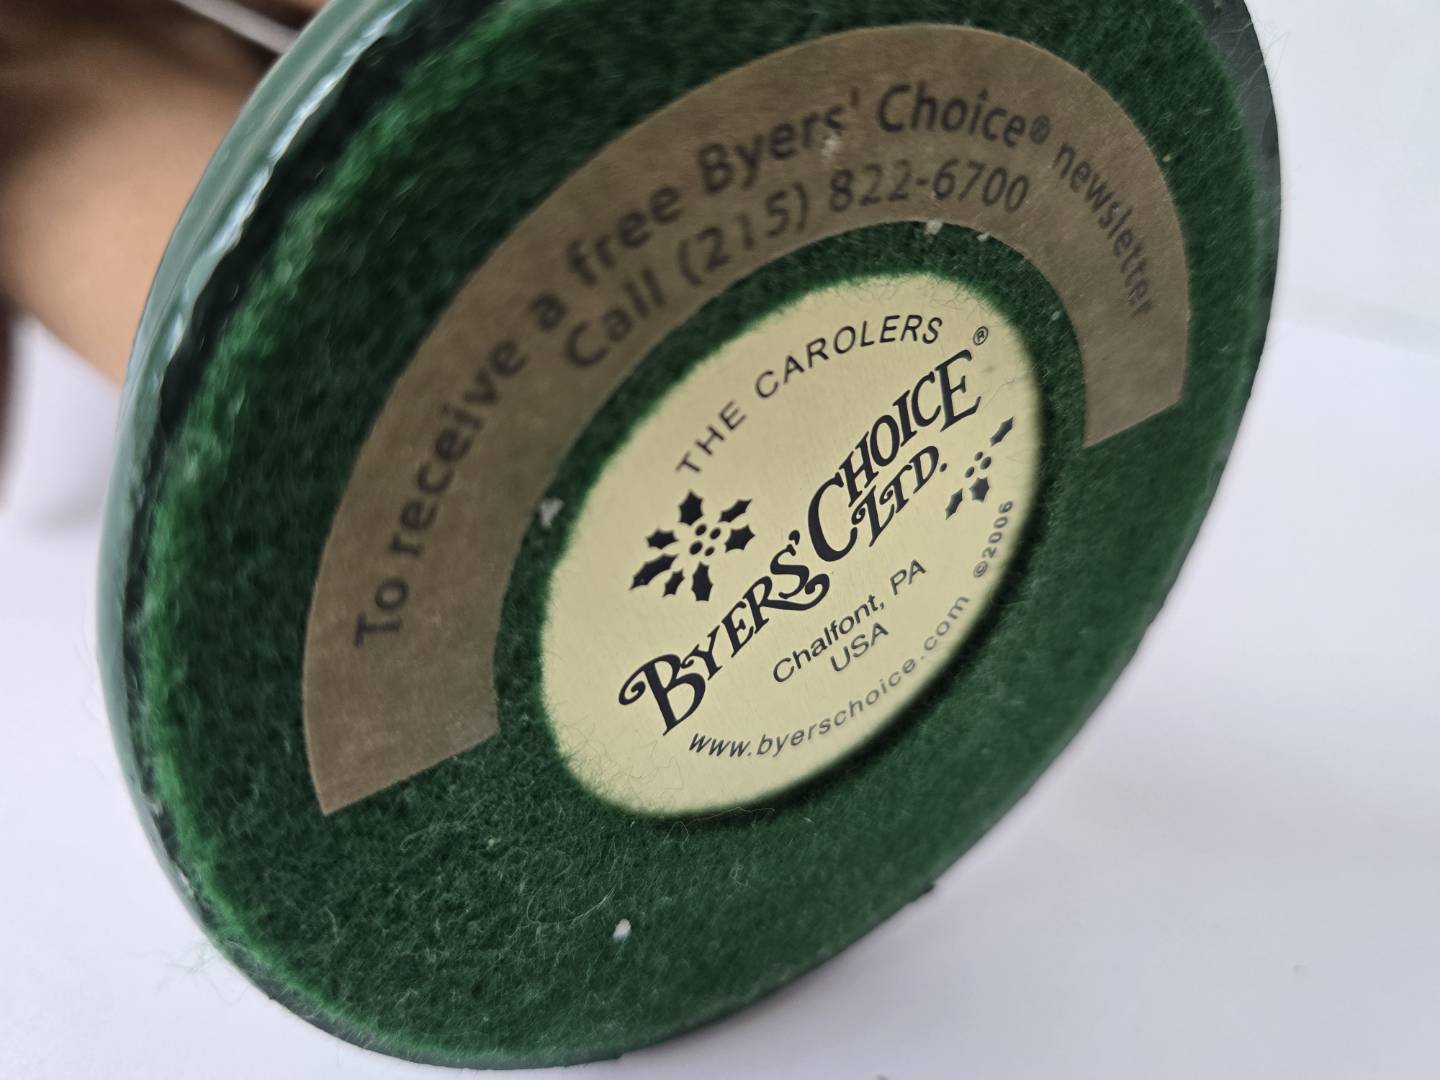 To receive a free Byers' Choice® newsletter
Call (215) 822-6700
THE CAROLERS®
BYERS' CHOICE
LTD.
Chalfont, PA
USA
www.byerschoice.com ©2006